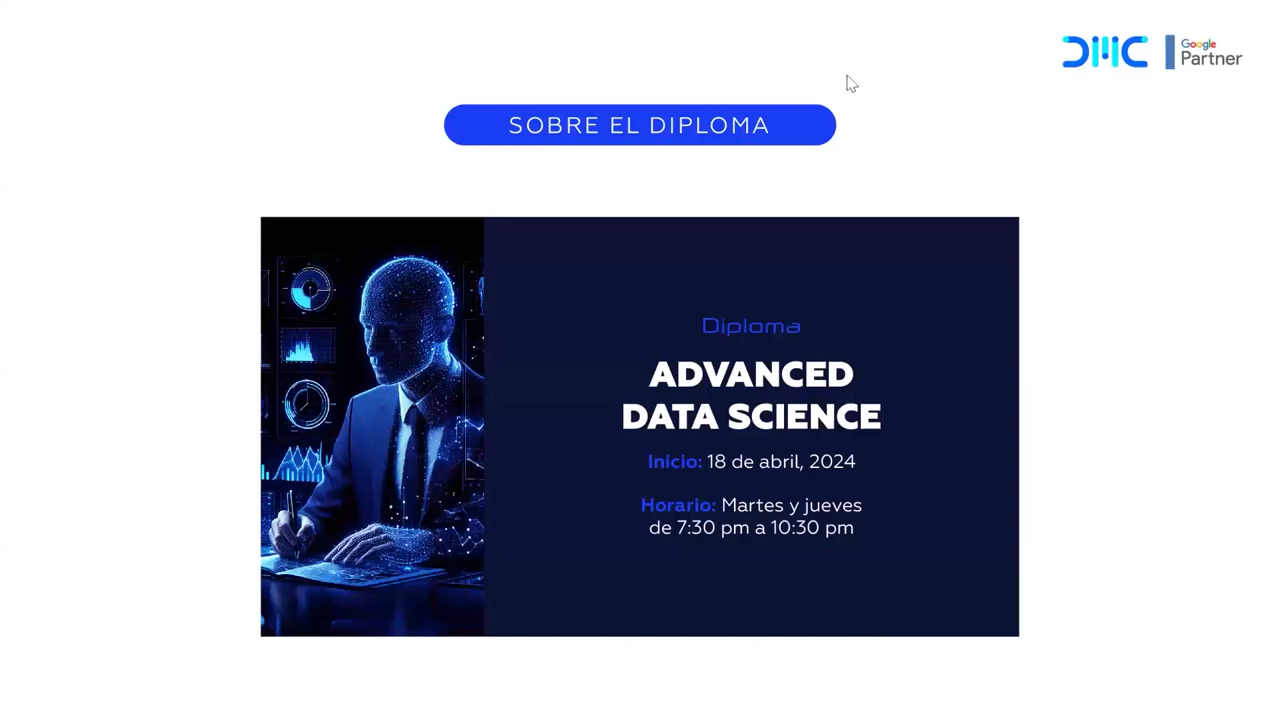 DMC
Google
Partner
SOBRE EL DIPLOMA
Diploma
ADVANCED
DATA SCIENCE
Inicio: 18 de abril, 2024
Horario: Martes y jueves
de 7:30 pm a 10:30 pm